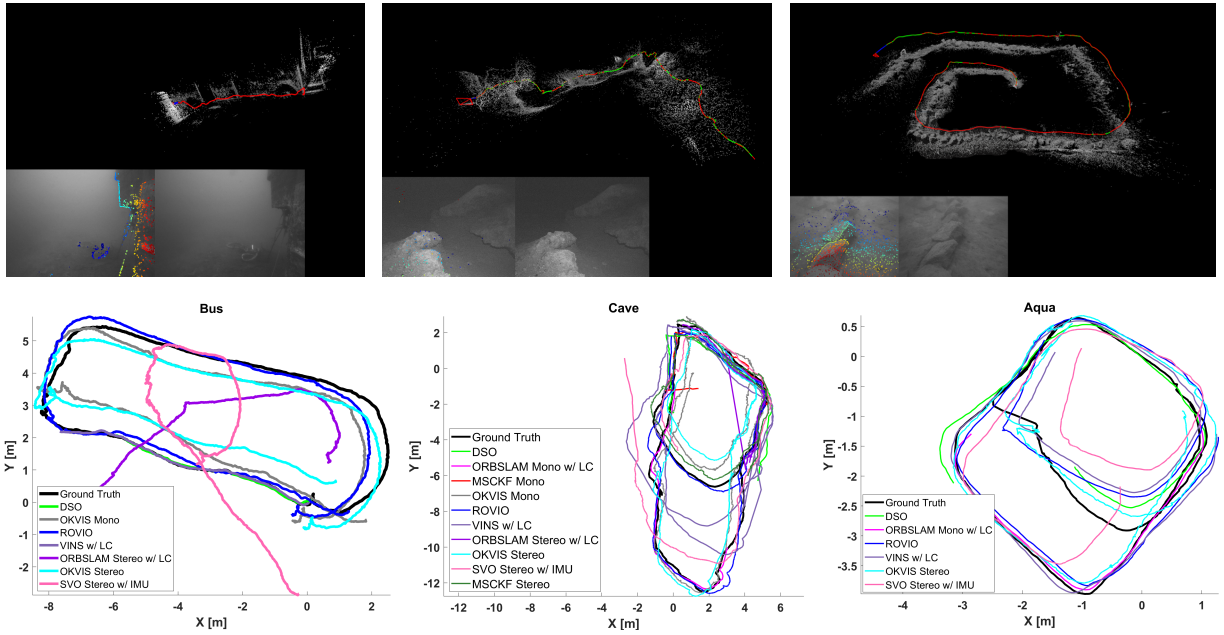 Bus
Y [m]
5
4
3
2
1
0
-1
-2
Ground Truth
DSO
OKVIS Mono
ROVIO
VINS w/ LC
ORBSLAM Stereo w/ LC
OKVIS Stereo
SVO Stereo w/ IMU
-8 -6 -4 -2 0 2
X [m]
Cave
Y [m]
2
0
-2
-4
-6
-8
-10
-12
Ground Truth
DSO
ORBSLAM Mono w/ LC
MSCKF Mono
OKVIS Mono
ROVIO
VINS w/ LC
ORBSLAM Stereo w/ LC
OKVIS Stereo
SVO Stereo w/ IMU
MSCKF Stereo
-12 -10 -8 -6 -4 -2 0 2 4 6
X [m]
Aqua
Y [m]
0.5
0
-0.5
-1
-1.5
-2
-2.5
-3
-3.5
Ground Truth
DSO
ORBSLAM Mono w/ LC
ROVIO
VINS w/ LC
OKVIS Stereo
SVO Stereo w/ IMU
-4 -3 -2 -1 0 1
X [m]